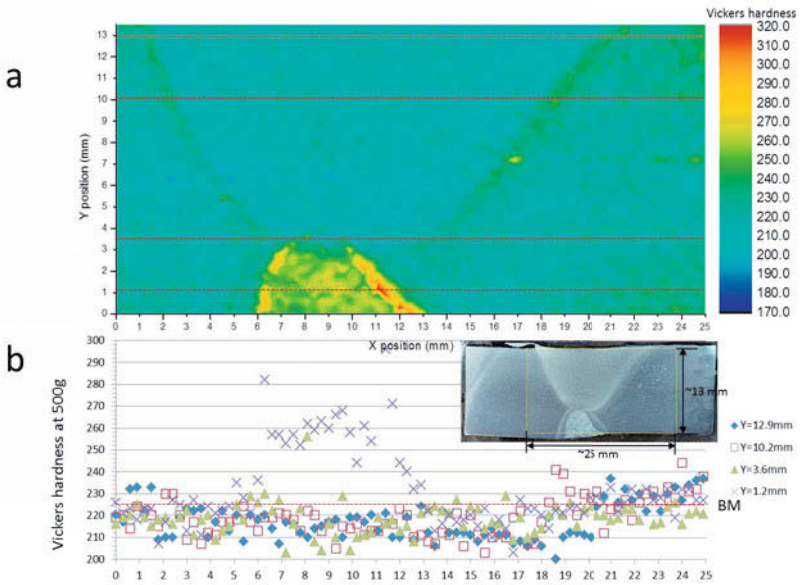 Vickers hardness
a
Y position (mm)
13
12
11
10
9
8
7
6
5
4
3
2
1
0
0 1 2 3 4 5 6 7 8 9 10 11 12 13 14 15 16 17 18 19 20 21 22 23 24 25
X position (mm)
320.0
310.0
300.0
290.0
280.0
270.0
260.0
250.0
240.0
230.0
220.0
210.0
200.0
190.0
180.0
170.0
b
Vickers hardness at 500g
300
290
280
270
260
250
240
230
220
210
200
0 1 2 3 4 5 6 7 8 9 10 11 12 13 14 15 16 17 18 19 20 21 22 23 24 25
~13 mm
~25 mm
Y=12.9mm
Y=10.2mm
Y=3.6mm
Y=1.2mm
BM